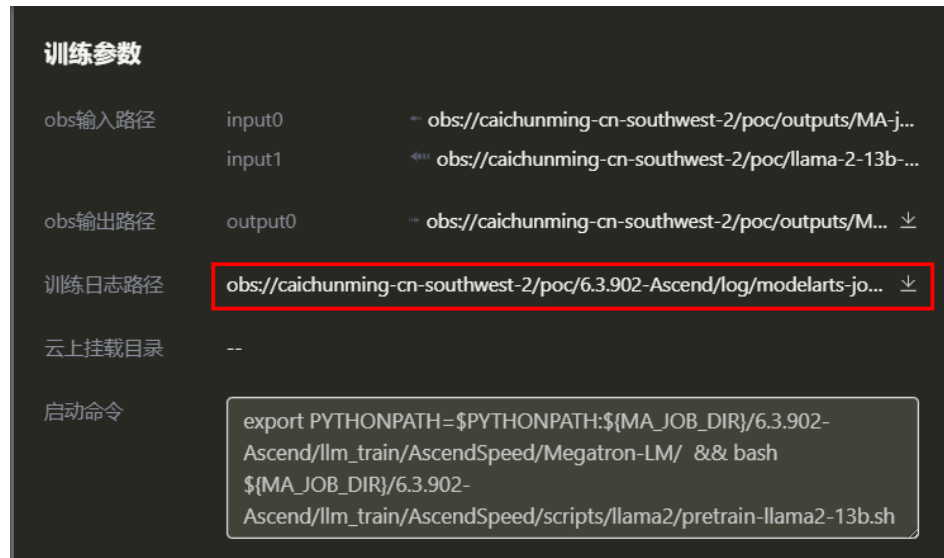 训练参数
obs输入路径 input0 obs://caichunming-cn-southwest-2/poc/outputs/MA-j...
input1 obs://caichunming-cn-southwest-2/poc/llama-2-13b-...
obs输出路径 output0 obs://caichunming-cn-southwest-2/poc/outputs/M...
训练日志路径 obs://caichunming-cn-southwest-2/poc/6.3.902-Ascend/log/modelarts-jo...
云上挂载目录 --
启动命令 export PYTHONPATH=$PYTHONPATH:${MA_JOB_DIR}/6.3.902-
Ascend/llm_train/AscendSpeed/Megatron-LM/ && bash
${MA_JOB_DIR}/6.3.902-
Ascend/llm_train/AscendSpeed/scripts/llama2/pretrain-llama2-13b.sh